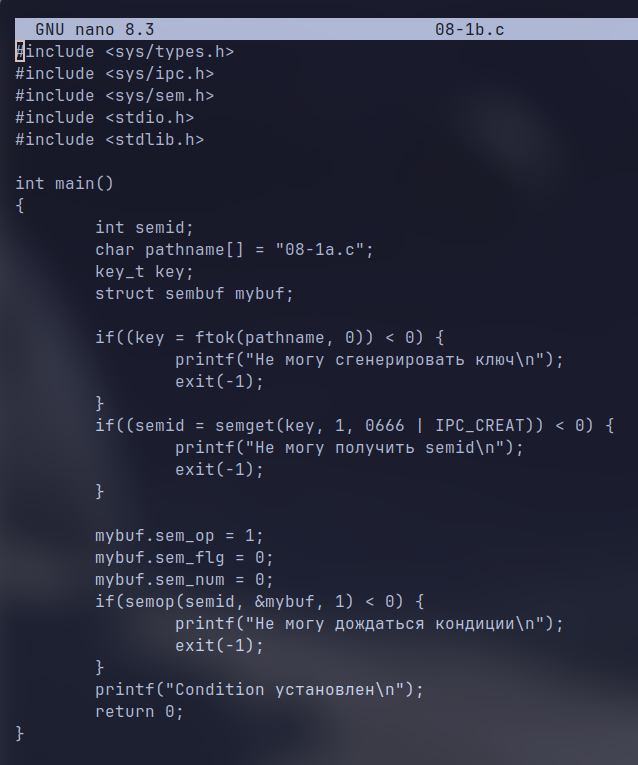 GNU nano 8.3 08-1b.c
#include <sys/types.h>
#include <sys/ipc.h>
#include <sys/sem.h>
#include <stdio.h>
#include <stdlib.h>
int main()
{
int semid;
char pathname[] = "08-1a.c";
key_t key;
struct sembuf mybuf;
if((key = ftok(pathname, 0)) < 0) {
printf("Не могу сгенерировать ключ\n");
exit(-1);
}
if((semid = semget(key, 1, 0666 | IPC_CREAT)) < 0) {
printf("Не могу получить semid\n");
exit(-1);
}
mybuf.sem_op = 1;
mybuf.sem_flg = 0;
mybuf.sem_num = 0;
if(semop(semid, &mybuf, 1) < 0) {
printf("Не могу дождаться кондиции\n");
exit(-1);
}
printf("Condition установлен\n");
return 0;
}